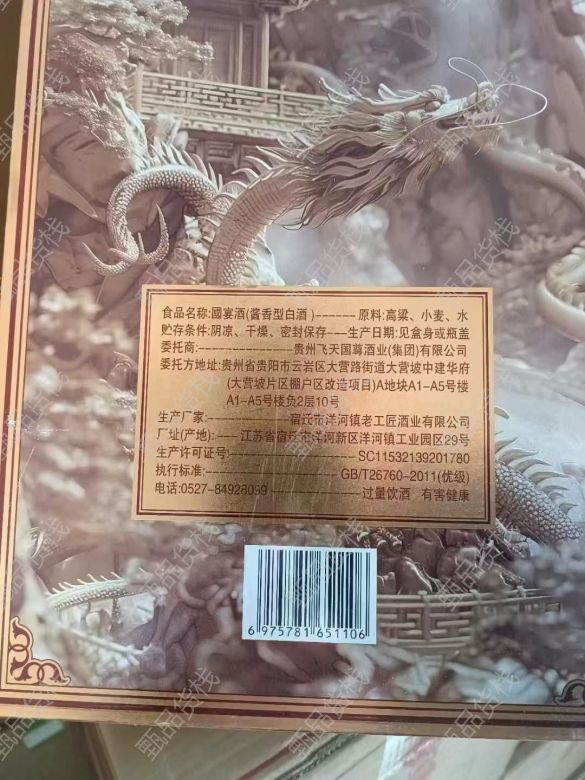 食品名称:國宴酒(酱香型白酒)------原料:高粱、小麦、水
贮存条件:阴凉、干燥、密封保存---生产日期:见盒身或瓶盖
委托商:------------------贵州飞天国尊酒业(集团)有限公司
委托方地址:贵州省贵阳市云岩区大营路街道大营坡中建华府
(大营坡片区棚户区改造项目)A地块A1-A5号楼
A1-A5号楼负2层10号
生产厂家:----------------宿迁市洋河镇老工匠酒业有限公司
厂址(产地):---江苏省宿迁市洋河新区洋河镇工业园区29号
生产许可证号:------------------------SC11532139201780
执行标准:--------------------------GB/T26760-2011(优级)
电话:0527-84928099------------------过量饮酒 有害健康
6 975781 651106
甄品货栈